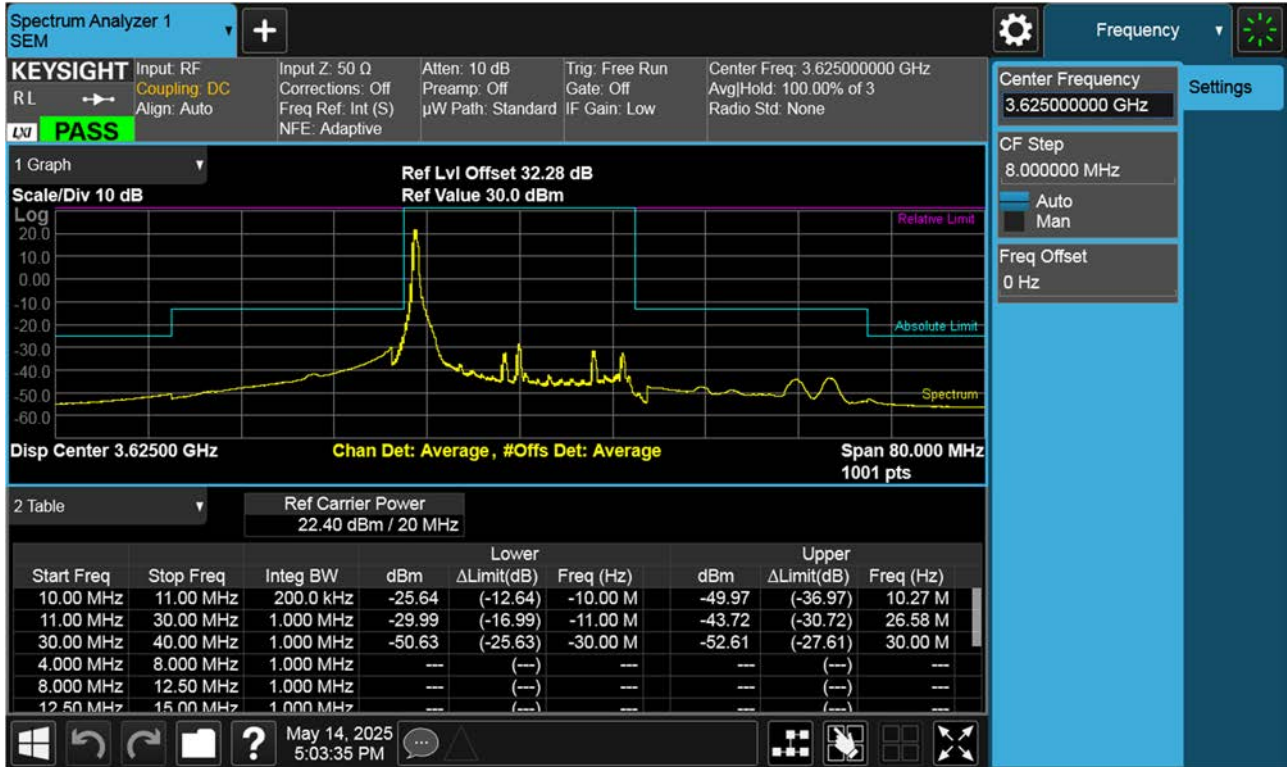 Spectrum Analyzer 1
SEM
Frequency
KEYSIGHT
R L
LXI
PASS
Input: RF
Coupling: DC
Align: Auto
Input Z: 50 Ω
Corrections: Off
Freq Ref: Int (S)
NFE: Adaptive
Atten: 10 dB
Preamp: Off
µW Path: Standard
Trig: Free Run
Gate: Off
IF Gain: Low
Center Freq: 3.625000000 GHz
Avg|Hold: 100.00% of 3
Radio Std: None
Center Frequency
3.625000000 GHz
Settings
CF Step
8.000000 MHz
Auto
Man
Freq Offset
0 Hz
1 Graph
Ref Lvl Offset 32.28 dB
Scale/Div 10 dB
Ref Value 30.0 dBm
Log
Relative Limit
20.0
10.0
0.00
-10.0
-20.0
Absolute Limit
-30.0
-40.0
-50.0
Spectrum
-60.0
Disp Center 3.62500 GHz
Chan Det: Average, #Offs Det: Average
Span 80.000 MHz
1001 pts
2 Table
Ref Carrier Power
22.40 dBm / 20 MHz
Lower Upper
Start Freq Stop Freq Integ BW dBm ΔLimit(dB) Freq (Hz) dBm ΔLimit(dB) Freq (Hz)
10.00 MHz 11.00 MHz 200.0 kHz -25.64 (-12.64) -10.00 M -49.97 (-36.97) 10.27 M
11.00 MHz 30.00 MHz 1.000 MHz -29.99 (-16.99) -11.00 M -43.72 (-30.72) 26.58 M
30.00 MHz 40.00 MHz 1.000 MHz -50.63 (-25.63) -30.00 M -52.61 (-27.61) 30.00 M
4.000 MHz 8.000 MHz 1.000 MHz --- (---) --- --- (---) ---
8.000 MHz 12.50 MHz 1.000 MHz --- (---) --- --- (---) ---
12.50 MHz 15.00 MHz 1.000 MHz --- (---) --- --- (---) ---
?
May 14, 2025
5:03:35 PM